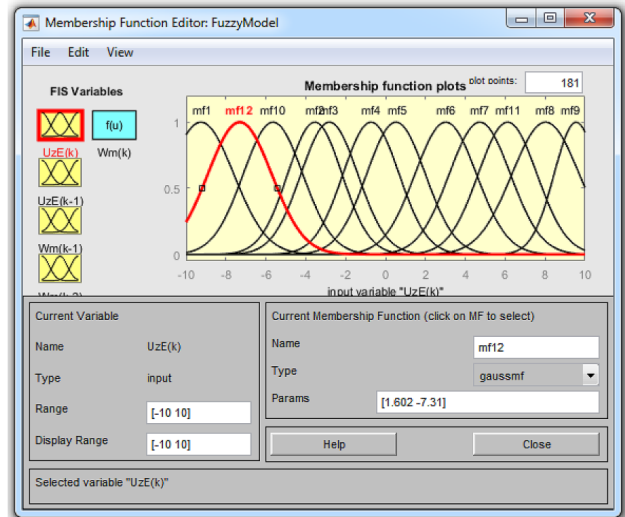 Membership Function Editor: FuzzyModel
File Edit View
FIS Variables
Membership function plots
plot points:
181
f(u)
UzE(k)
Wm(k)
UzE(k-1)
Wm(k-1)
mf1 mf12 mf10 mf3 mf4 mf5 mf6 mf7 mf11 mf8 mf9
1
0.5
0
-10 -8 -6 -4 -2 0 2 4 6 8 10
input variable "UzE(k)"
Current Variable
Name UzE(k)
Type input
Range [-10 10]
Display Range [-10 10]
Current Membership Function (click on MF to select)
Name mf12
Type gaussmf
Params [1.602 -7.31]
Help Close
Selected variable "UzE(k)"